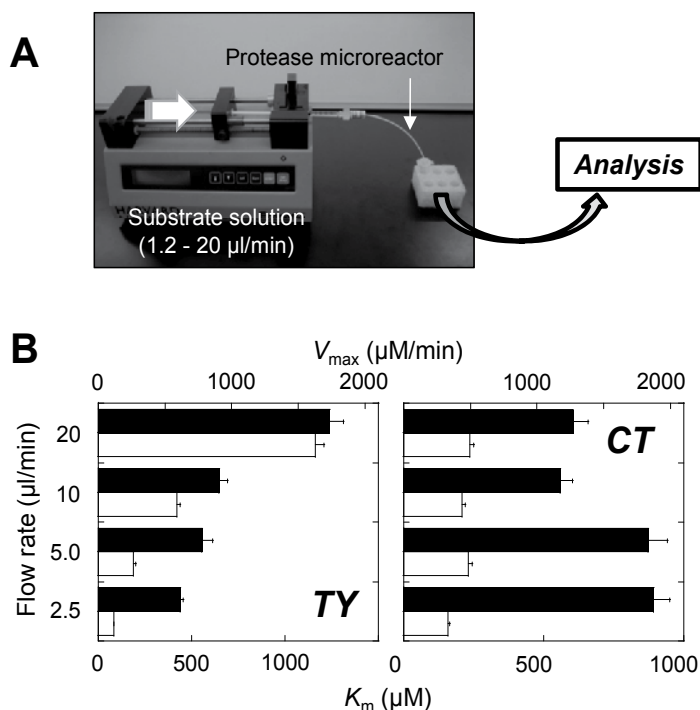 A
Protease microreactor
Analysis
Substrate solution
(1.2 - 20 µl/min)
B
Vmax (µM/min)
0 1000 2000 0 1000 2000
Flow rate (µl/min)
20
10
5.0
2.5
TY
CT
0 500 1000 0 500 1000
Km (µM)